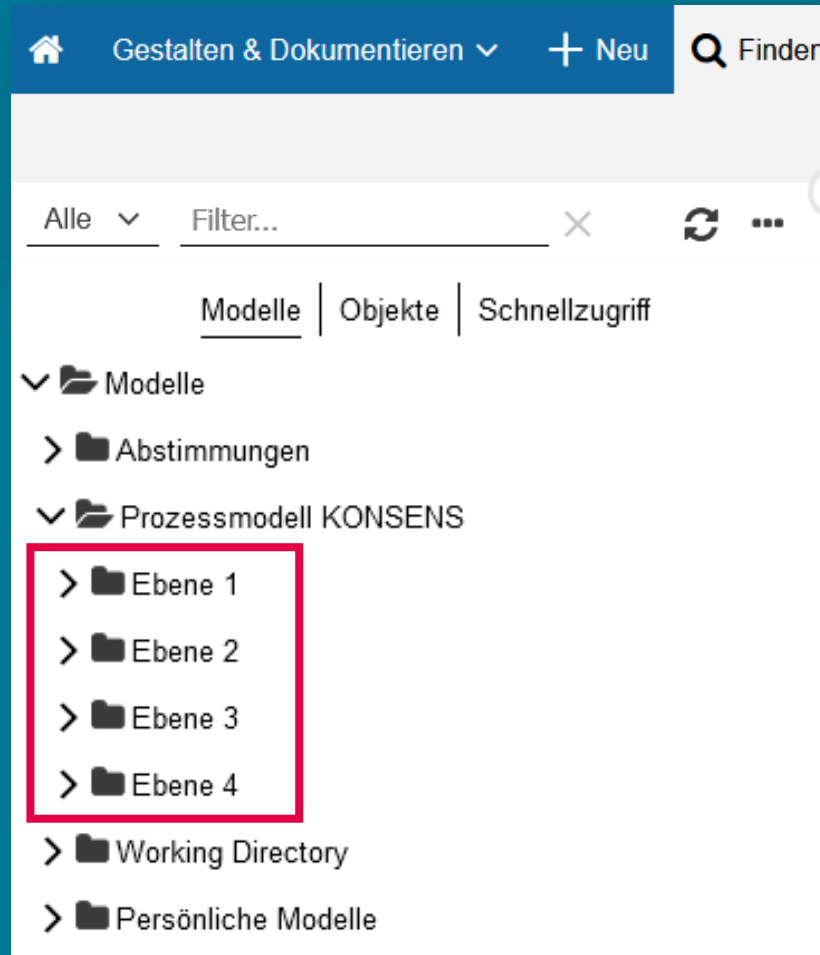 Gestalten & Dokumentieren Neu Finden
Alle Filter...
Modelle Objekte Schnellzugriff
Modelle
Abstimmungen
Prozessmodell KONSENS
Ebene 1
Ebene 2
Ebene 3
Ebene 4
Working Directory
Persönliche Modelle